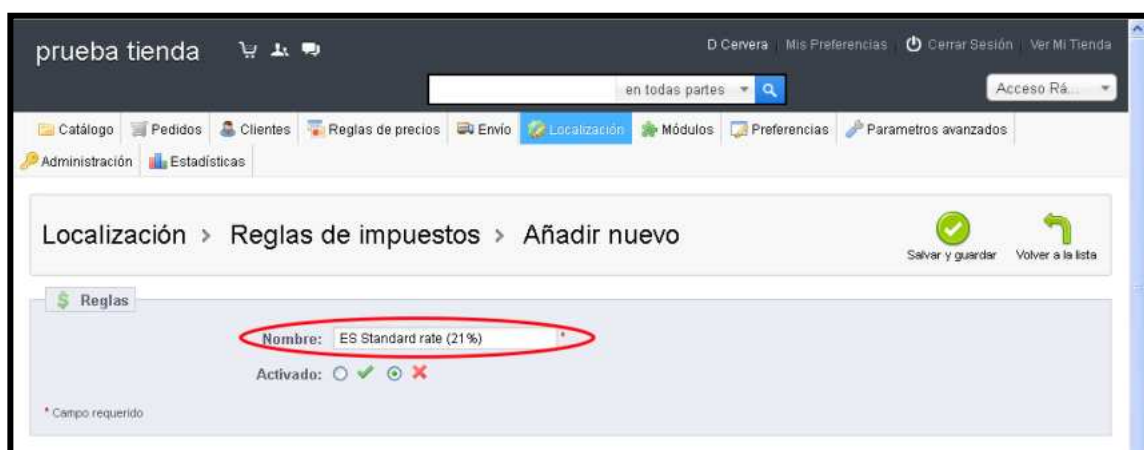 prueba tienda
D Cervera Mis Preferencias Cerrar Sesión Ver Mi Tienda
en todas partes
Acceso Rá...
Catálogo Pedidos Clientes Reglas de precios Envío Localización Módulos Preferencias Parametros avanzados
Administración Estadísticas
Localización > Reglas de impuestos > Añadir nuevo
Salvar y guardar Volver a la lista
$ Reglas
Nombre: ES Standard rate (21%) *
Activado:
* Campo requerido